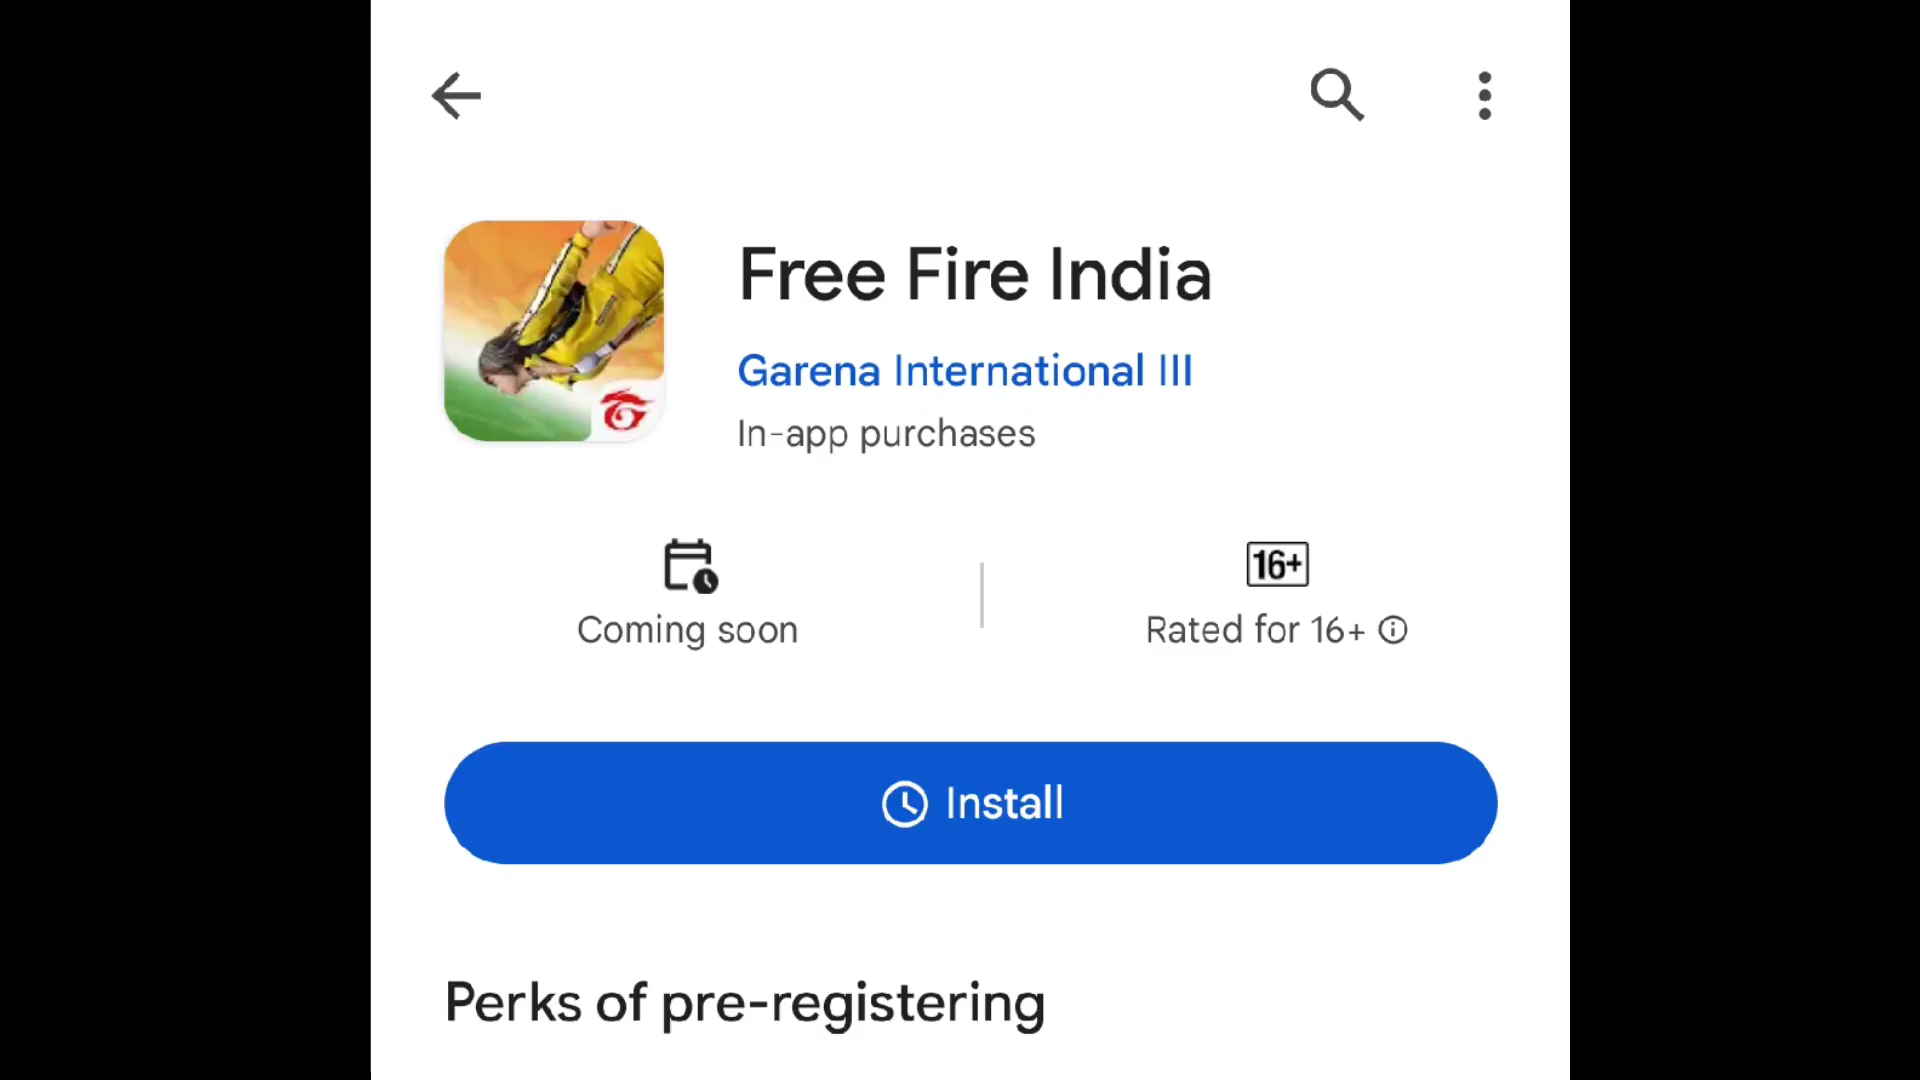 Free Fire India
Garena International III
In-app purchases
16+
Coming soon
Rated for 16+
Install
Perks of pre-registering